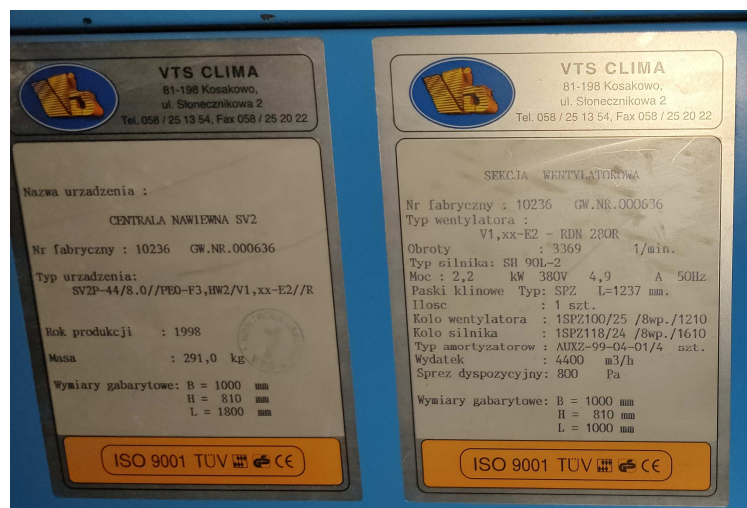 VTS CLIMA
81-198 Kosakowo,
ul. Słonecznikowa 2
Tel. 058 / 25 13 54, Fax 058 / 25 20 22
Nazwa urzadzenia :
CENTRALA NAWIEWNA SV2
Nr fabryczny : 10236 GW.NR.000636
Typ urzadzenia:
SV2P-44/8.0//PE0-F3,HW2/V1,xx-E2//R
Rok produkcji : 1998
Masa : 291,0 kg
Wymiary gabarytowe: B = 1000 mm
H = 810 mm
L = 1800 mm
ISO 9001 TÜV CE
VTS CLIMA
81-198 Kosakowo,
ul. Słonecznikowa 2
Tel. 058 / 25 13 54, Fax 058 / 25 20 22
SEKCJA WENTYLATOROWA
Nr fabryczny : 10236 GW.NR.000636
Typ wentylatora :
V1,xx-E2 - RDN 280R
Obroty : 3369 1/min.
Typ silnika: SH 90L-2
Moc : 2,2 kW 380V 4,9 A 50Hz
Paski klinowe Typ: SPZ L=1237 mm.
Ilosc : 1 szt.
Kolo wentylatora : 1SPZ100/25 /8wp./1210
Kolo silnika : 1SPZ118/24 /8wp./1610
Typ amortyzatorow : AUXZ-99-04-01/4 szt.
Wydatek : 4400 m3/h
Sprez dyspozycyjny: 800 Pa
Wymiary gabarytowe: B = 1000 mm
H = 810 mm
L = 1000 mm
ISO 9001 TÜV CE